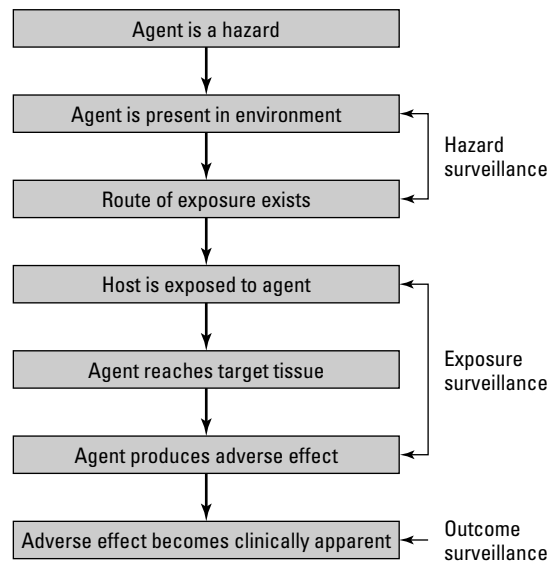 Agent is a hazard
Agent is present in environment
Hazard
surveillance
Route of exposure exists
Host is exposed to agent
Agent reaches target tissue
Exposure
surveillance
Agent produces adverse effect
Adverse effect becomes clinically apparent
Outcome
surveillance